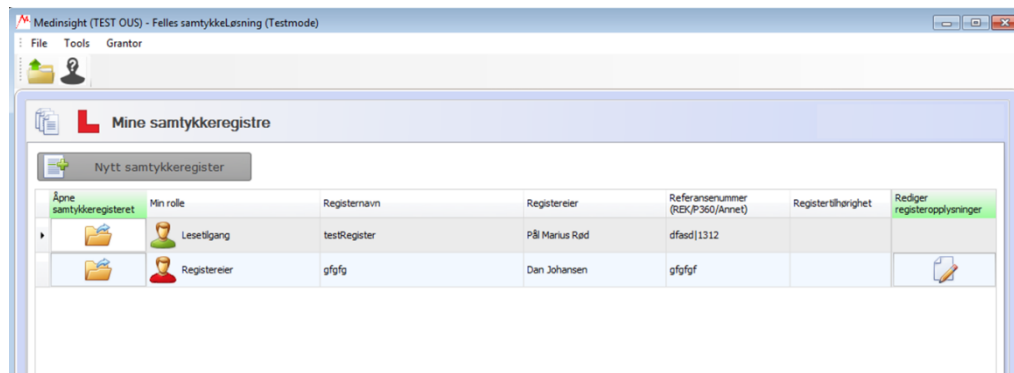 Medinsight (TEST OUS) - Felles samtykkeLøsning (Testmode)
File Tools Grantor
Mine samtykkeregistre
Nytt samtykkeregister
Åpne samtykkeregisteret Min rolle Registernavn Registereier Referansenummer (REK/P360/Annet) Registertilhørighet Rediger registeropplysninger
Lesetilgang testRegister Pål Marius Rød dfasd|1312
Registereier gfgfg Dan Johansen gfgfgf